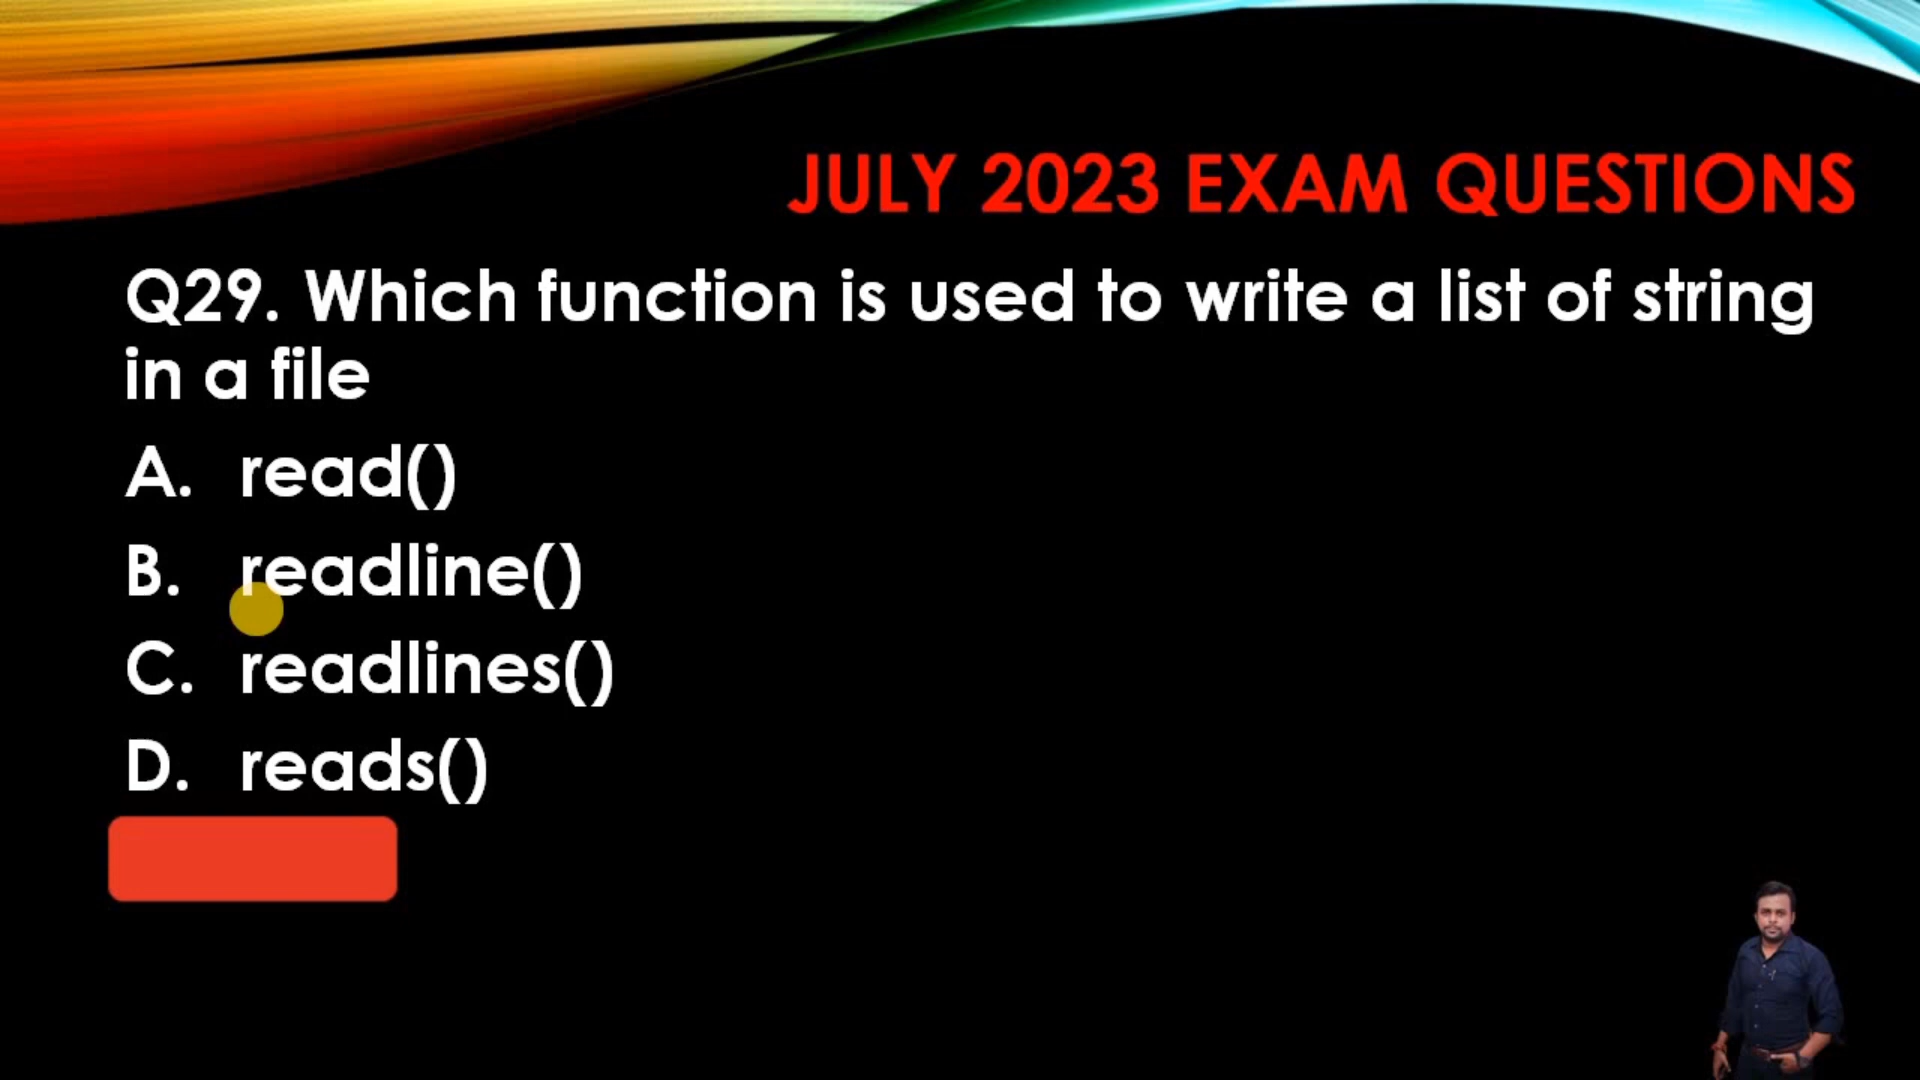 JULY 2023 EXAM QUESTIONS
Q29. Which function is used to write a list of string
in a file
A. read()
B. readline()
C. readlines()
D. reads()